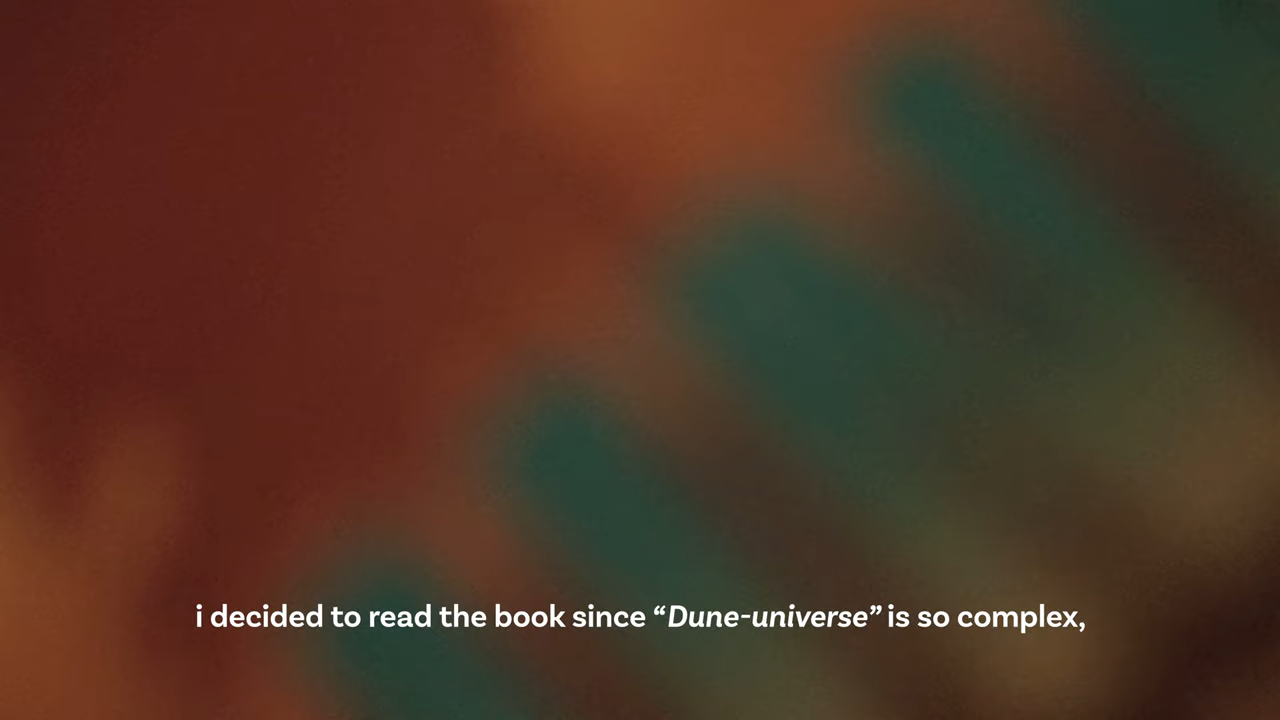 i decided to read the book since “Dune-universe” is so complex,